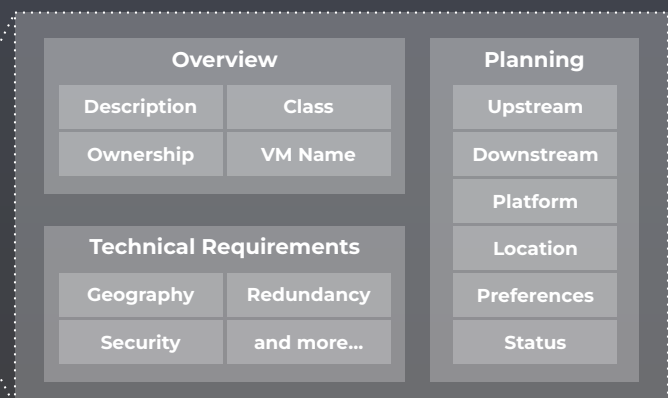 Overview
Description
Class
Ownership
VM Name
Technical Requirements
Geography
Redundancy
Security
and more...
Planning
Upstream
Downstream
Platform
Location
Preferences
Status